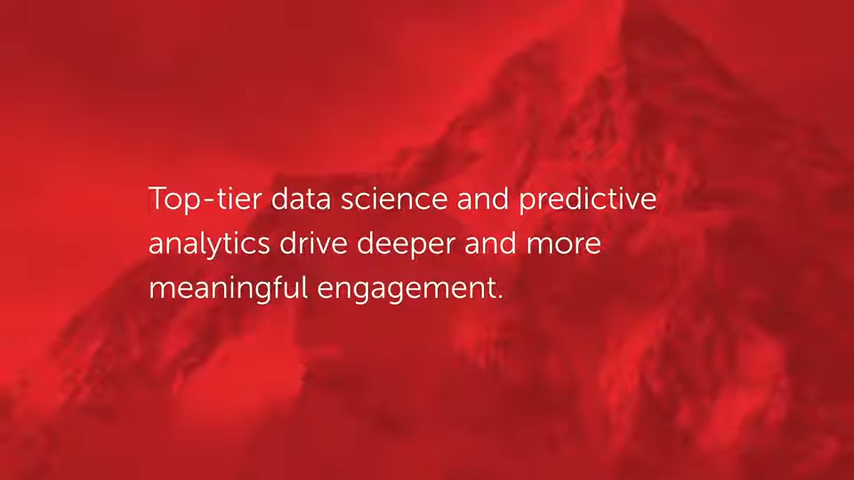 Top-tier data science and predictive
analytics drive deeper and more
meaningful engagement.